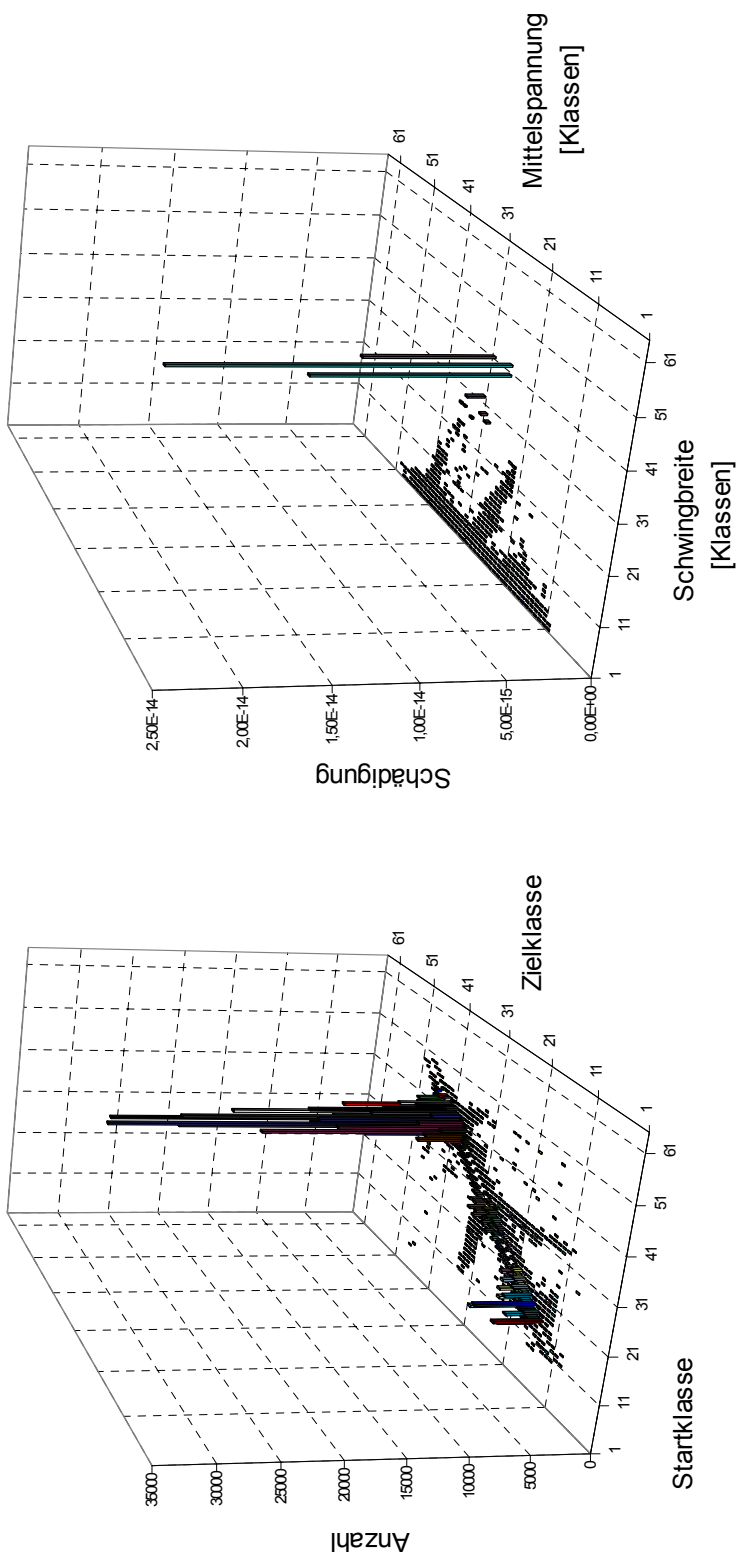 Anzahl
35000
30000
25000
20000
15000
10000
5000
0
1
11
21
31
41
51
61
Startklasse
1
11
21
31
41
51
61
Zielklasse
Schädigung
2,50E-14
2,00E-14
1,50E-14
1,00E-14
5,00E-15
0,00E+00
1
11
21
31
41
51
61
Schwingbreite
[Klassen]
1
11
21
31
41
51
61
Mittelspannung
[Klassen]